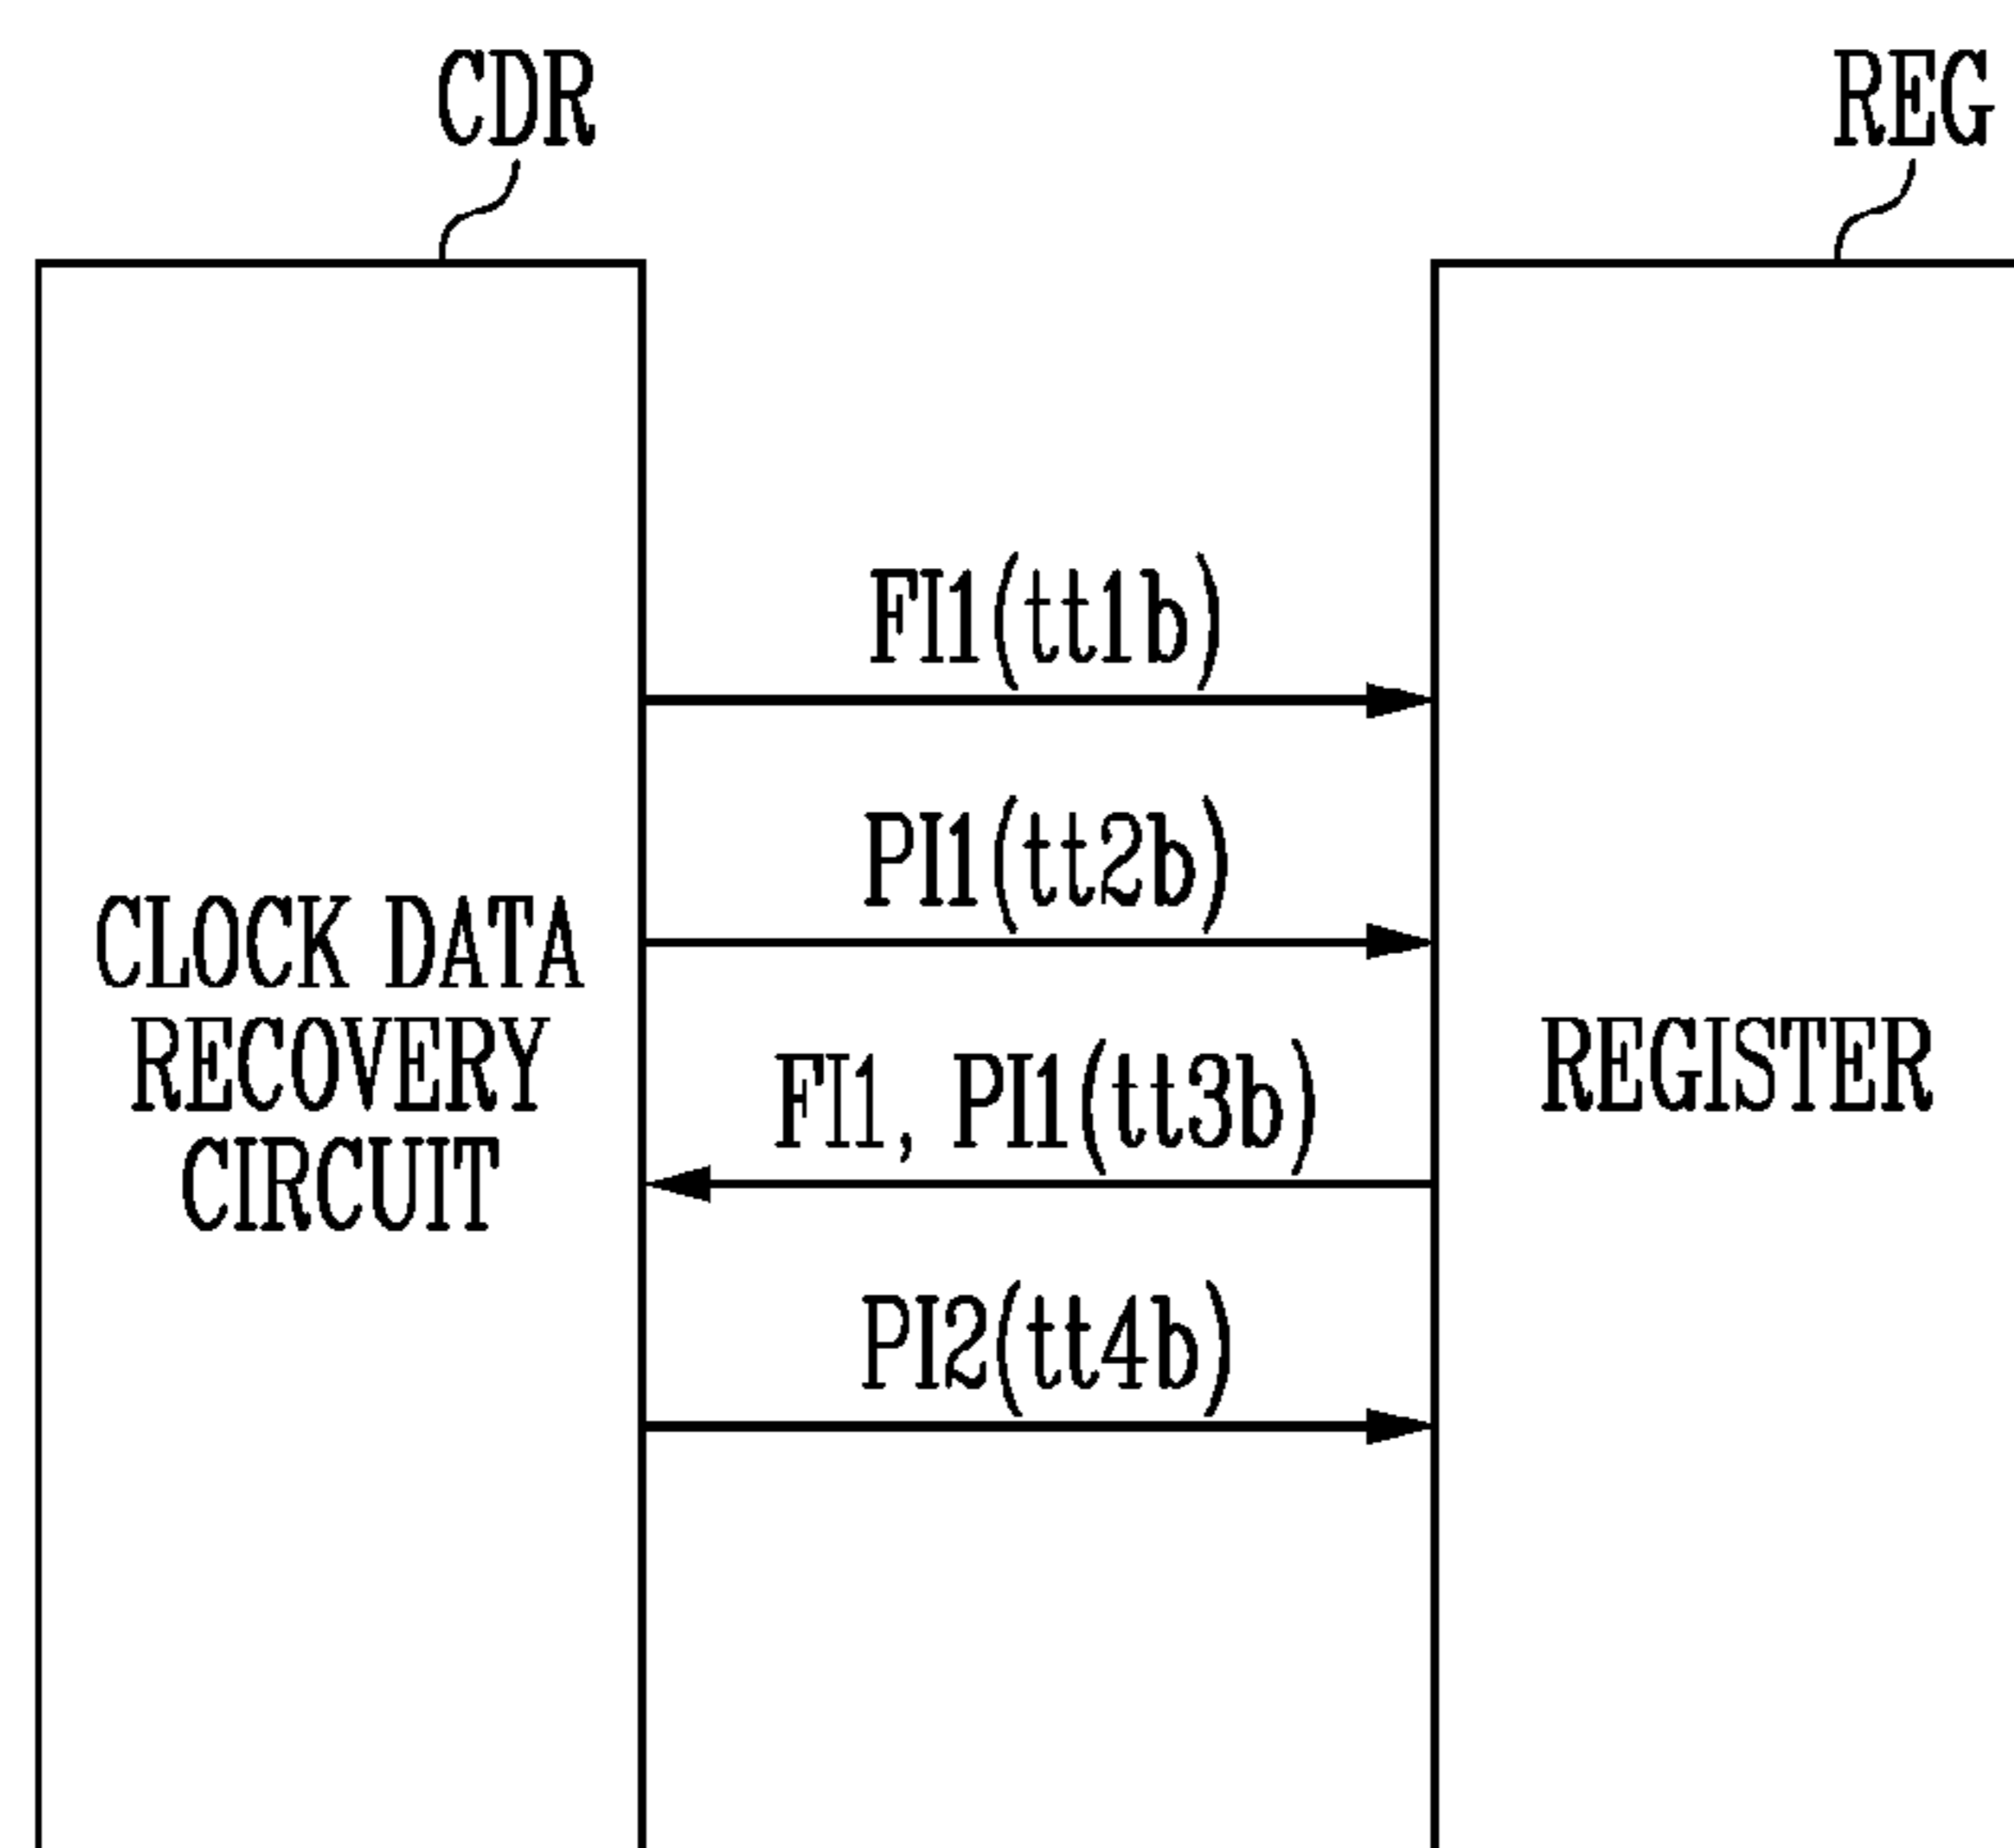 CDR
REG
FI1(tt1b)
PI1(tt2b)
FI1, PI1(tt3b)
PI2(tt4b)
CLOCK DATA
RECOVERY
CIRCUIT
REGISTER